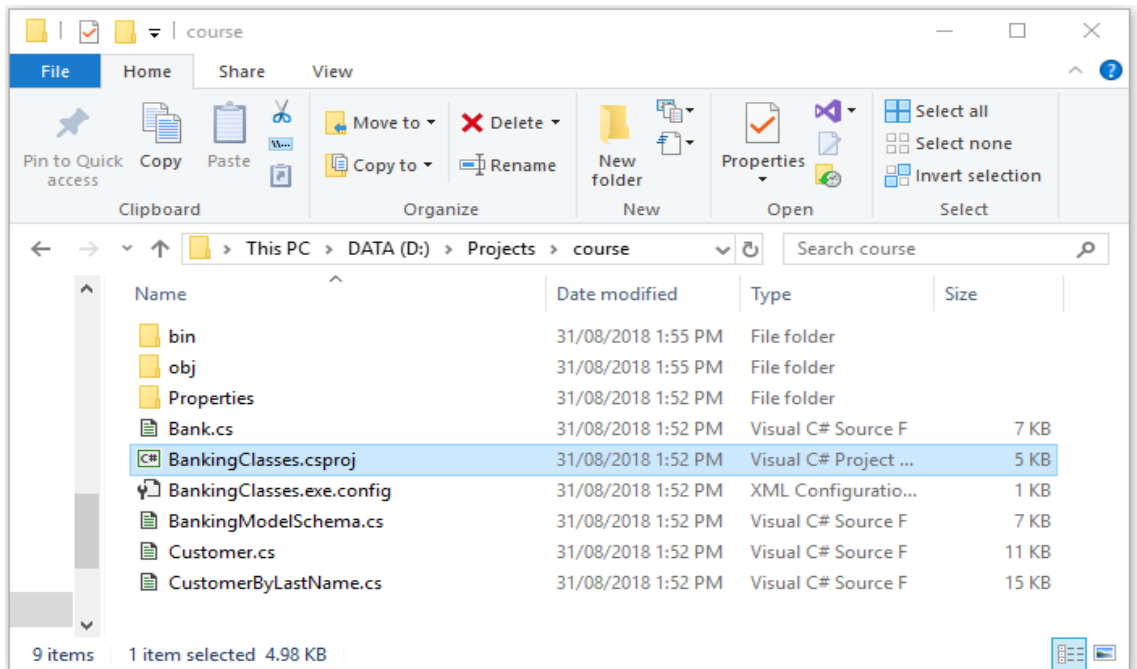 course
File Home Share View
Pin to Quick access Copy Paste
Move to Copy to Delete Rename
New folder
Properties
Select all
Select none
Invert selection
Clipboard Organize New Open Select
This PC > DATA (D:) > Projects > course Search course
Name Date modified Type Size
bin 31/08/2018 1:55 PM File folder
obj 31/08/2018 1:55 PM File folder
Properties 31/08/2018 1:52 PM File folder
Bank.cs 31/08/2018 1:52 PM Visual C# Source F 7 KB
C# BankingClasses.csproj 31/08/2018 1:52 PM Visual C# Project ... 5 KB
BankingClasses.exe.config 31/08/2018 1:52 PM XML Configuratio... 1 KB
BankingModelSchema.cs 31/08/2018 1:52 PM Visual C# Source F 7 KB
Customer.cs 31/08/2018 1:52 PM Visual C# Source F 11 KB
CustomerByLastName.cs 31/08/2018 1:52 PM Visual C# Source F 15 KB
9 items 1 item selected 4.98 KB